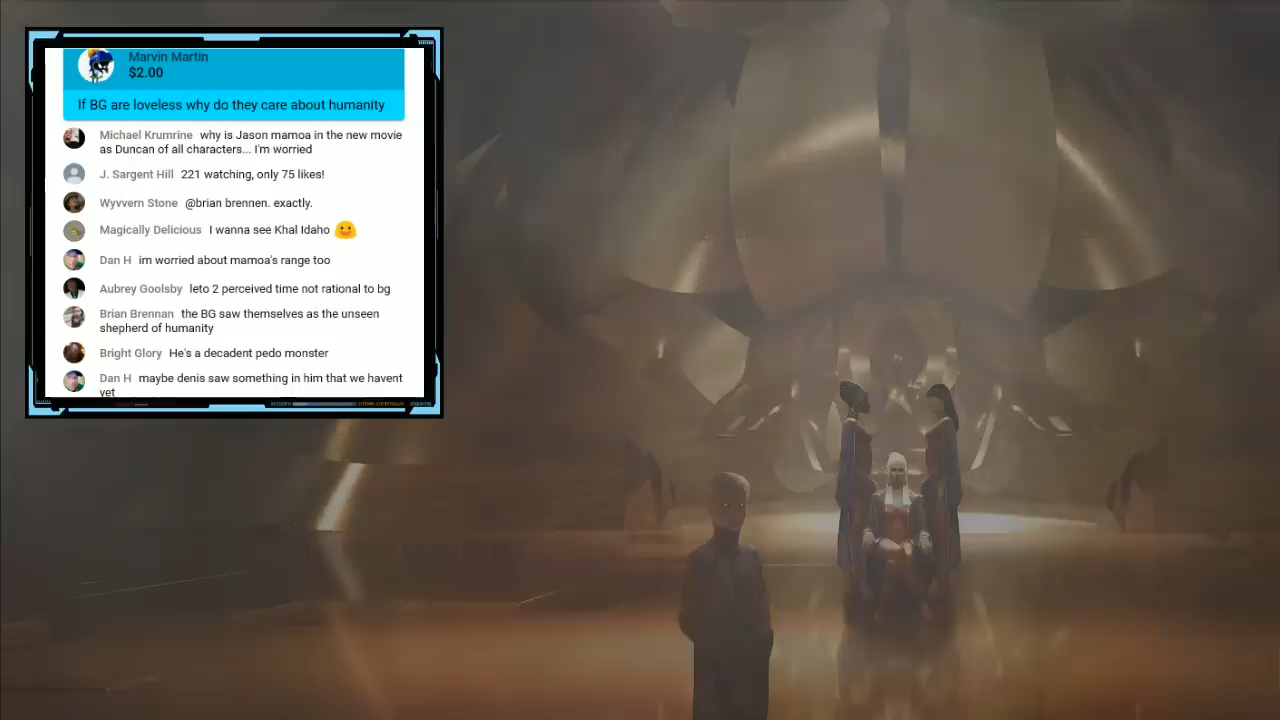 Marvin Martin
$2.00
If BG are loveless why do they care about humanity
Michael Krumrine why is Jason mamoa in the new movie
as Duncan of all characters... I'm worried
J. Sargent Hill 221 watching, only 75 likes!
Wyvvern Stone @brian brennen. exactly.
Magically Delicious I wanna see Khal Idaho
Dan H im worried about mamoa's range too
Aubrey Goolsby leto 2 perceived time not rational to bg
Brian Brennan the BG saw themselves as the unseen
shepherd of humanity
Bright Glory He's a decadent pedo monster
Dan H maybe denis saw something in him that we havent
yet